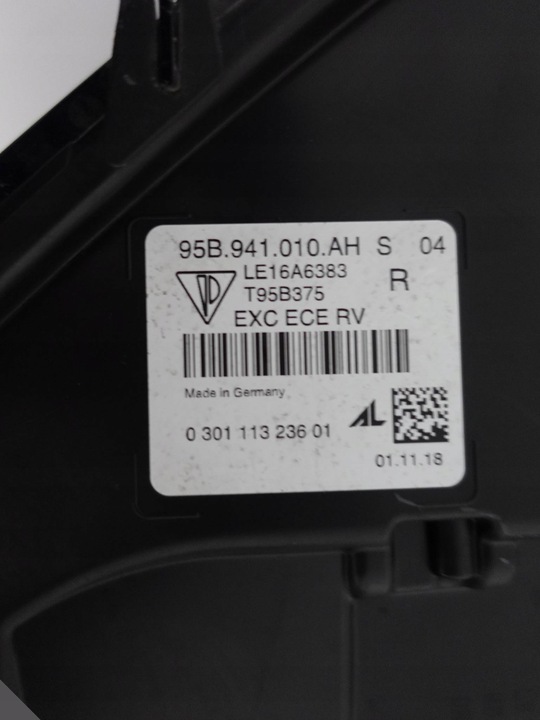 95B.941.010.AH S 04
LE16A6383
R
T95B375
EXC ECE RV
Made in Germany
0 301 113 236 01
AL
01.11.18